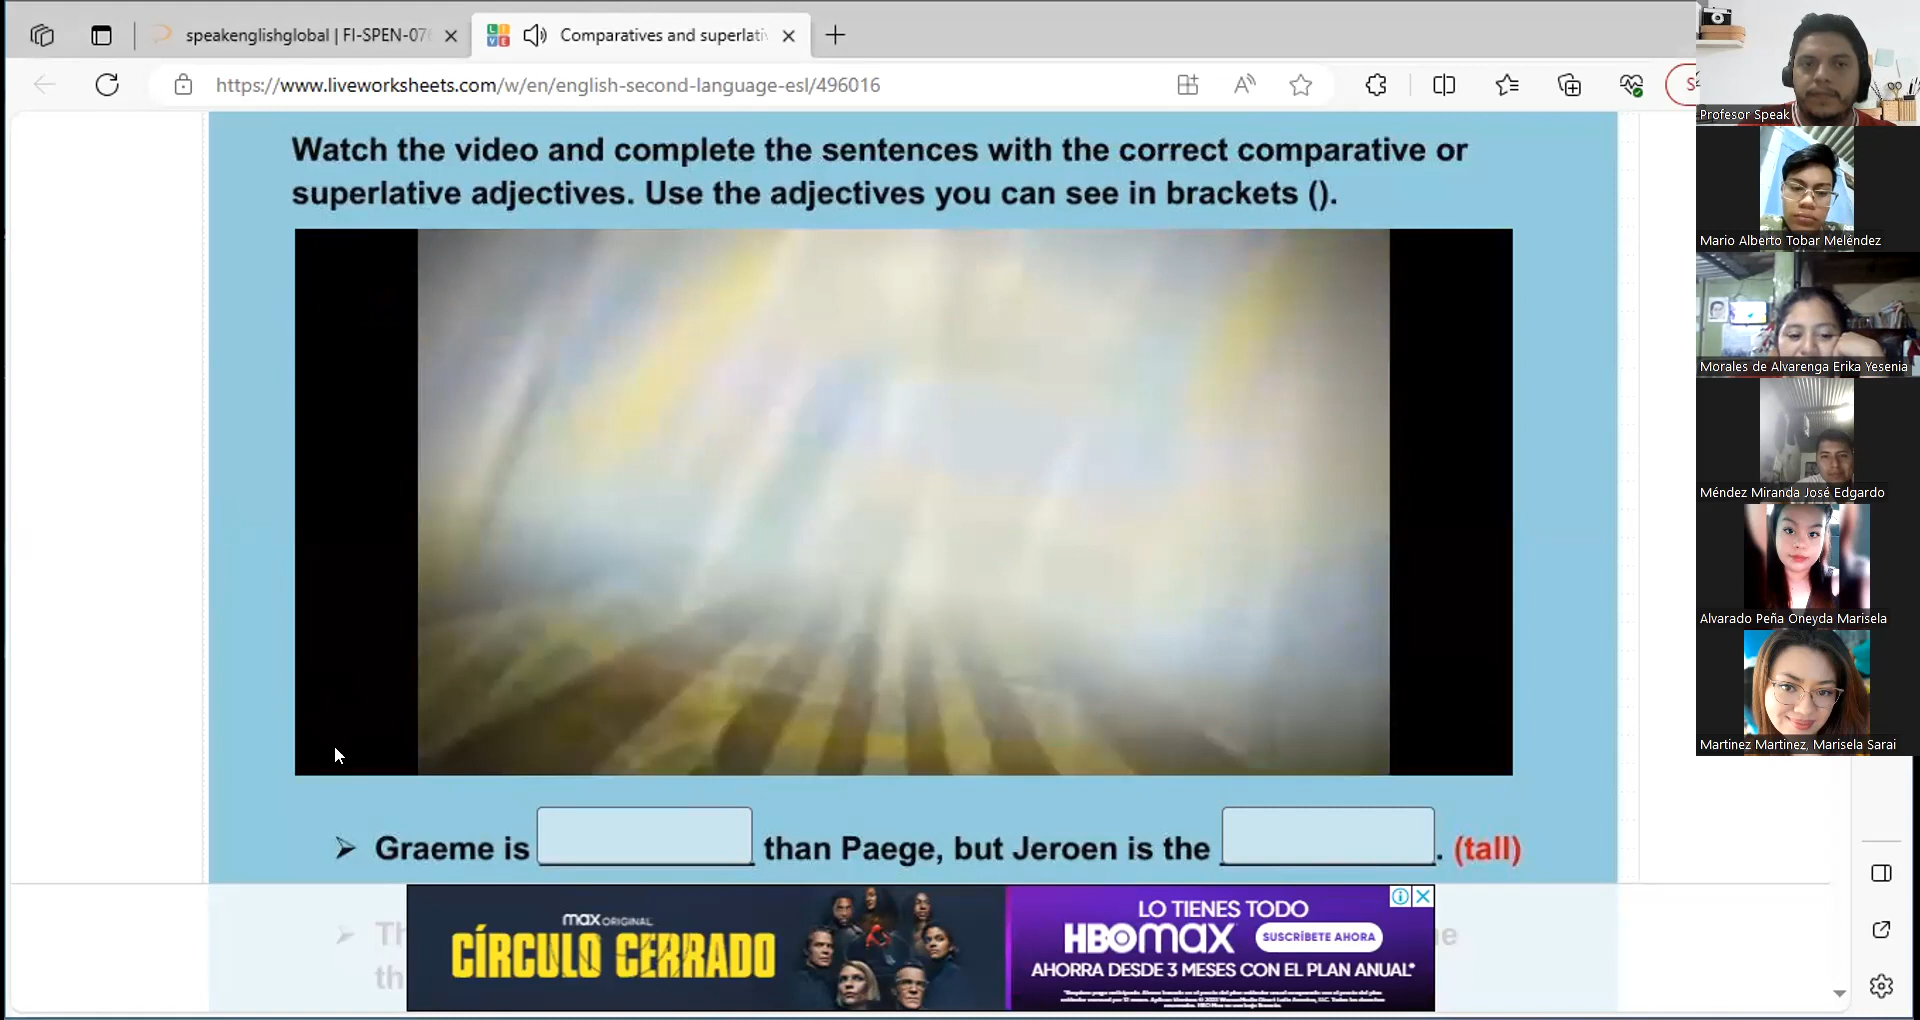 speakenglishglobal | FI-SPEN-07
Comparatives and superlati
https://www.liveworksheets.com/w/en/english-second-language-esl/496016
Watch the video and complete the sentences with the correct comparative or
superlative adjectives. Use the adjectives you can see in brackets ().
Graeme is than Paege, but Jeroen is the . (tall)
max ORIGINAL
CÍRCULO CERRADO
LO TIENES TODO
HBOmax SUSCRÍBETE AHORA
AHORA DESDE 3 MESES CON EL PLAN ANUAL*
Profesor Speak
Mario Alberto Tobar Meléndez
Morales de Alvarenga Erika Yesenia
Méndez Miranda José Edgardo
Alvarado Peña Oneyda Marisela
Martinez Martinez, Marisela Sarai